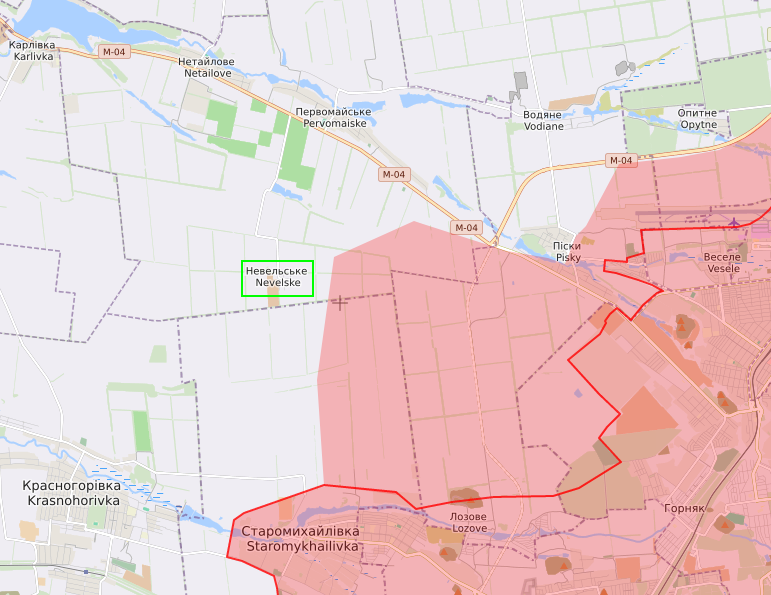 Карлівка
Karlivka
М-04
Нетайлове
Netailove
Первомайське
Pervomaiske
Водяне
Vodiane
Опитне
Opytne
М-04
М-04
М-04
Піски
Pisky
Веселе
Vesele
Невельське
Nevelske
Красногорівка
Krasnohorivka
Старомихайлівка
Staromykhailivka
Лозове
Lozove
Горняк